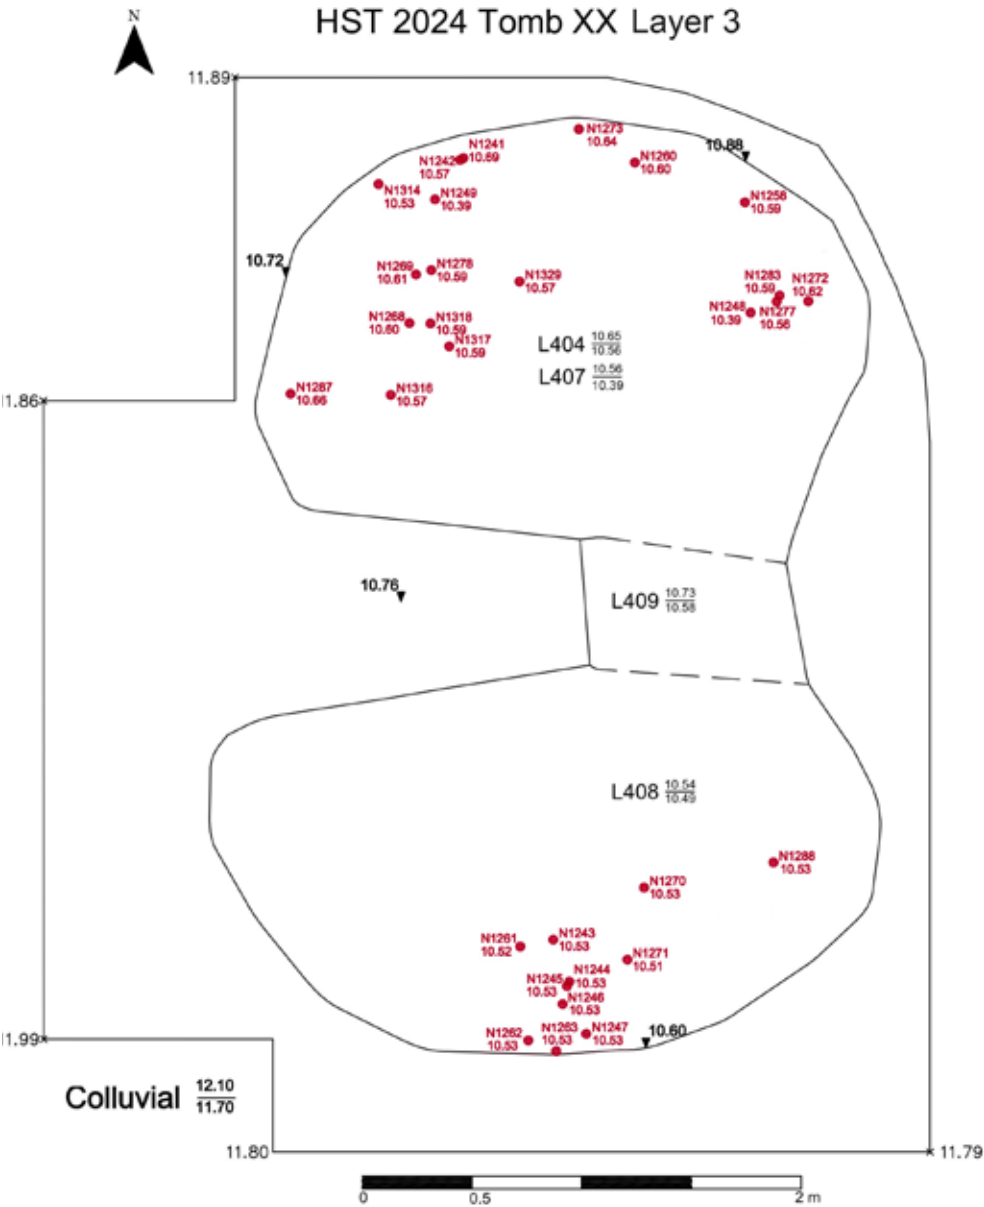 HST 2024 Tomb XX Layer 3
N
11.89
N1273
10.64
N1241
10.69
N1242
10.57
10.88
N1260
10.60
N1314
10.53
N1249
10.39
N1256
10.59
10.72
N1269
10.61
N1278
10.59
N1329
10.57
N1283
10.59
N1272
10.62
N1248
10.39
N1277
10.56
N1268
10.60
N1318
10.59
N1317
10.59
L404 10.65
10.56
L407 10.56
10.39
N1287
10.66
N1316
10.57
11.86
10.76
L409 10.73
10.58
L408 10.54
10.49
N1288
10.53
N1270
10.53
N1261
10.52
N1243
10.53
N1271
10.51
N1245
10.53
N1244
10.53
N1246
10.53
N1262
10.53
N1263
10.53
N1247
10.53
10.60
11.99
Colluvial 12.10
11.70
11.80
11.79
0 0.5 2 m